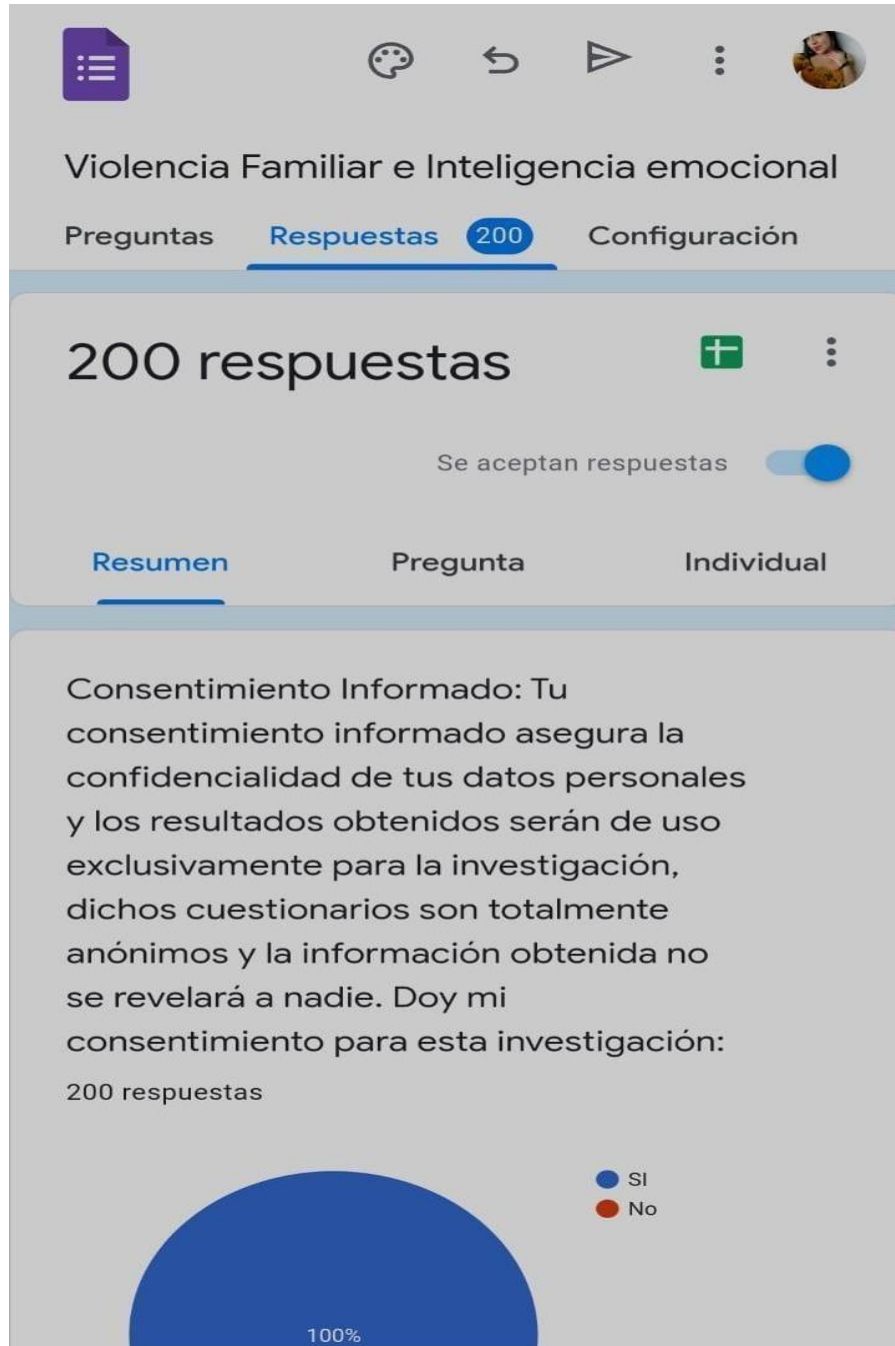 Violencia Familiar e Inteligencia emocional
Preguntas Respuestas 200 Configuración
200 respuestas
Se aceptan respuestas
Resumen Pregunta Individual
Consentimiento Informado: Tu
consentimiento informado asegura la
confidencialidad de tus datos personales
y los resultados obtenidos serán de uso
exclusivamente para la investigación,
dichos cuestionarios son totalmente
anónimos y la información obtenida no
se revelará a nadie. Doy mi
consentimiento para esta investigación:
200 respuestas
SI
No
100%